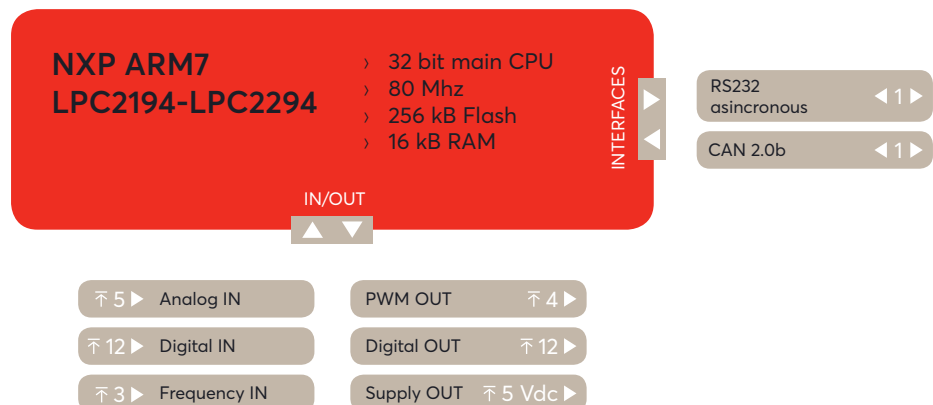 NXP ARM7
LPC2194-LPC2294
› 32 bit main CPU
› 80 Mhz
› 256 kB Flash
› 16 kB RAM
INTERFACES
RS232
asincronous 1
CAN 2.0b 1
IN/OUT
5 Analog IN
PWM OUT 4
12 Digital IN
Digital OUT 12
3 Frequency IN
Supply OUT 5 Vdc